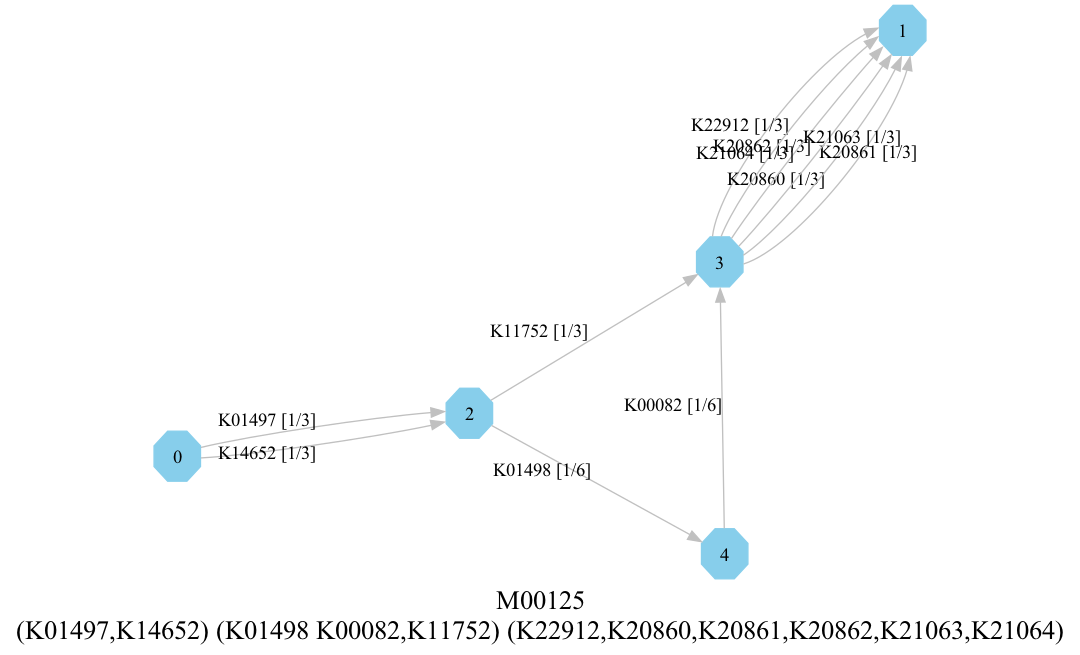 1
K22912 [1/3]
K21063 [1/3]
K20862 [1/3]
K21064 [1/3]
K20861 [1/3]
K20860 [1/3]
3
K11752 [1/3]
K00082 [1/6]
2
K01497 [1/3]
K14652 [1/3]
0
K01498 [1/6]
4
M00125
(K01497,K14652) (K01498 K00082,K11752) (K22912,K20860,K20861,K20862,K21063,K21064)